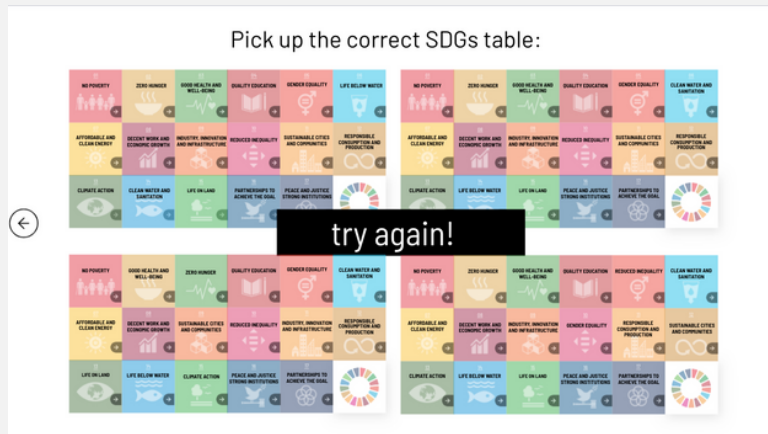 Pick up the correct SDGs table:
NO POVERTY
ZERO HUNGER
GOOD HEALTH AND
WELL-BEING
QUALITY EDUCATION
GENDER EQUALITY
LIFE BELOW WATER
AFFORDABLE AND
CLEAN ENERGY
DECENT WORK AND
ECONOMIC GROWTH
INDUSTRY, INNOVATION
AND INFRASTRUCTURE
REDUCED INEQUALITY
SUSTAINABLE CITIES
AND COMMUNITIES
RESPONSIBLE
CONSUMPTION AND
PRODUCTION
CLIMATE ACTION
CLEAN WATER AND
SANITATION
LIFE ON LAND
PARTNERSHIPS TO
ACHIEVE THE GOAL
PEACE AND JUSTICE
STRONG INSTITUTIONS
NO POVERTY
ZERO HUNGER
GOOD HEALTH AND
WELL-BEING
QUALITY EDUCATION
GENDER EQUALITY
CLEAN WATER AND
SANITATION
AFFORDABLE AND
CLEAN ENERGY
DECENT WORK AND
ECONOMIC GROWTH
INDUSTRY, INNOVATION
AND INFRASTRUCTURE
REDUCED INEQUALITY
SUSTAINABLE CITIES
AND COMMUNITIES
RESPONSIBLE
CONSUMPTION AND
PRODUCTION
CLIMATE ACTION
LIFE BELOW WATER
LIFE ON LAND
PEACE AND JUSTICE
STRONG INSTITUTIONS
PARTNERSHIPS TO
ACHIEVE THE GOAL
try again!
NO POVERTY
GOOD HEALTH AND
WELL-BEING
ZERO HUNGER
QUALITY EDUCATION
GENDER EQUALITY
CLEAN WATER AND
SANITATION
AFFORDABLE AND
CLEAN ENERGY
DECENT WORK AND
ECONOMIC GROWTH
SUSTAINABLE CITIES
AND COMMUNITIES
REDUCED INEQUALITY
INDUSTRY, INNOVATION
AND INFRASTRUCTURE
RESPONSIBLE
CONSUMPTION AND
PRODUCTION
LIFE ON LAND
LIFE BELOW WATER
CLIMATE ACTION
PEACE AND JUSTICE
STRONG INSTITUTIONS
PARTNERSHIPS TO
ACHIEVE THE GOAL
NO POVERTY
ZERO HUNGER
GOOD HEALTH AND
WELL-BEING
QUALITY EDUCATION
REDUCED INEQUALITY
CLEAN WATER AND
SANITATION
AFFORDABLE AND
CLEAN ENERGY
DECENT WORK AND
ECONOMIC GROWTH
INDUSTRY, INNOVATION
AND INFRASTRUCTURE
GENDER EQUALITY
RESPONSIBLE
CONSUMPTION AND
PRODUCTION
SUSTAINABLE CITIES
AND COMMUNITIES
CLIMATE ACTION
LIFE BELOW WATER
LIFE ON LAND
PEACE AND JUSTICE
STRONG INSTITUTIONS
PARTNERSHIPS TO
ACHIEVE THE GOAL